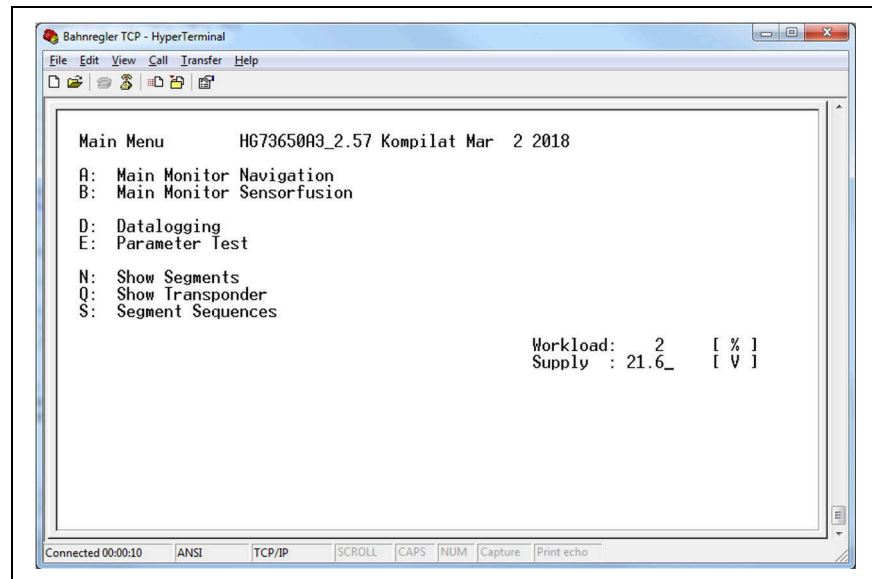 Bahnregler TCP - HyperTerminal
File Edit View Call Transfer Help
Main Menu HG73650A3_2.57 Kompilat Mar 2 2018
A: Main Monitor Navigation
B: Main Monitor Sensorfusion
D: Datalogging
E: Parameter Test
N: Show Segments
Q: Show Transponder
S: Segment Sequences
Workload: 2 [ % ]
Supply : 21.6_ [ V ]
Connected 00:00:10 ANSI TCP/IP SCROLL CAPS NUM Capture Print echo